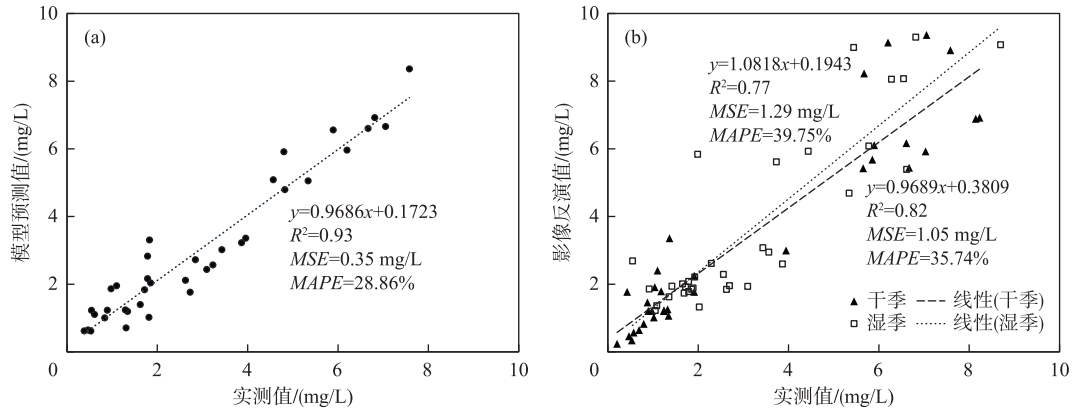 (a)
10
8
6
4
2
0
0
2
4
6
8
10
模型预测值/(mg/L)
实测值/(mg/L)
y=0.9686x+0.1723
R²=0.93
MSE=0.35 mg/L
MAPE=28.86%
(b)
10
8
6
4
2
0
0
2
4
6
8
10
影像反演值/(mg/L)
实测值/(mg/L)
y=1.0818x+0.1943
R²=0.77
MSE=1.29 mg/L
MAPE=39.75%
y=0.9689x+0.3809
R²=0.82
MSE=1.05 mg/L
MAPE=35.74%
干季 线性(干季)
湿季 线性(湿季)